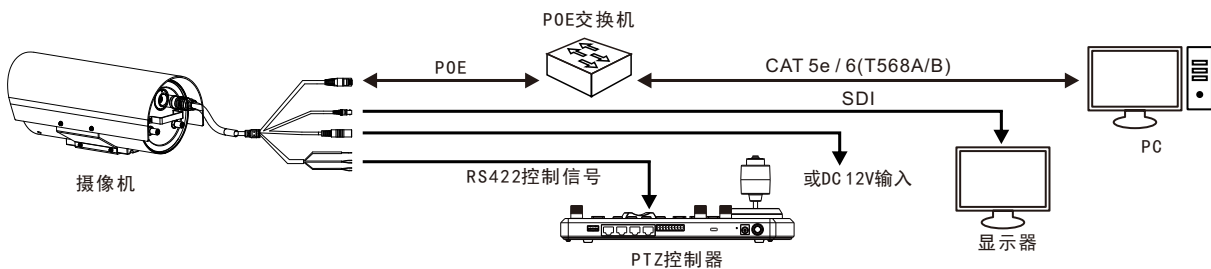 POE交换机
POE
CAT 5e / 6(T568A/B)
SDI
PC
摄像机
RS422控制信号
或DC 12V输入
显示器
PTZ控制器